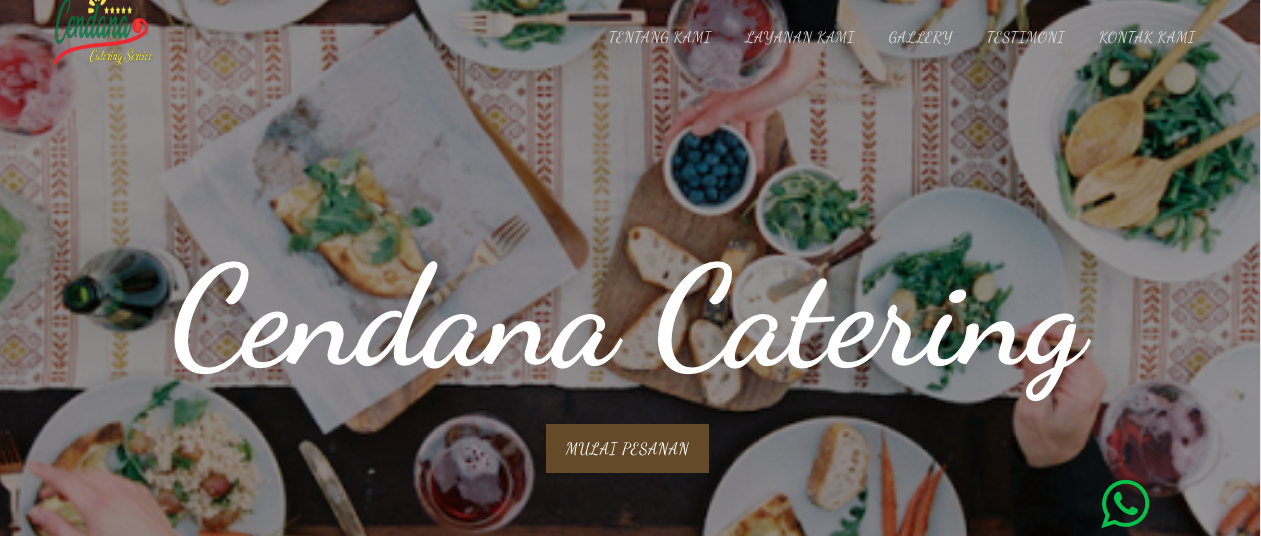 Cendana
Catering Service
TENTANG KAMI LAYANAN KAMI GALLERY TESTIMONI KONTAK KAMI
Cendana Catering
MULAI PESANAN